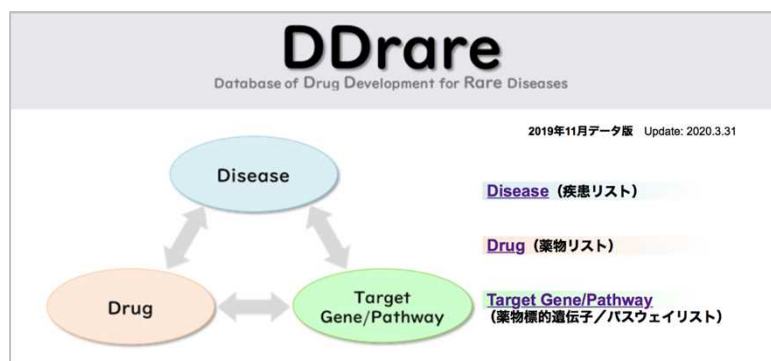 DDrare
Database of Drug Development for Rare Diseases
2019年11月データ版 Update: 2020.3.31
Disease
Disease (疾患リスト)
Drug (薬物リスト)
Drug
Target
Gene/Pathway
Target Gene/Pathway
(薬物標的遺伝子/パスウェイリスト)